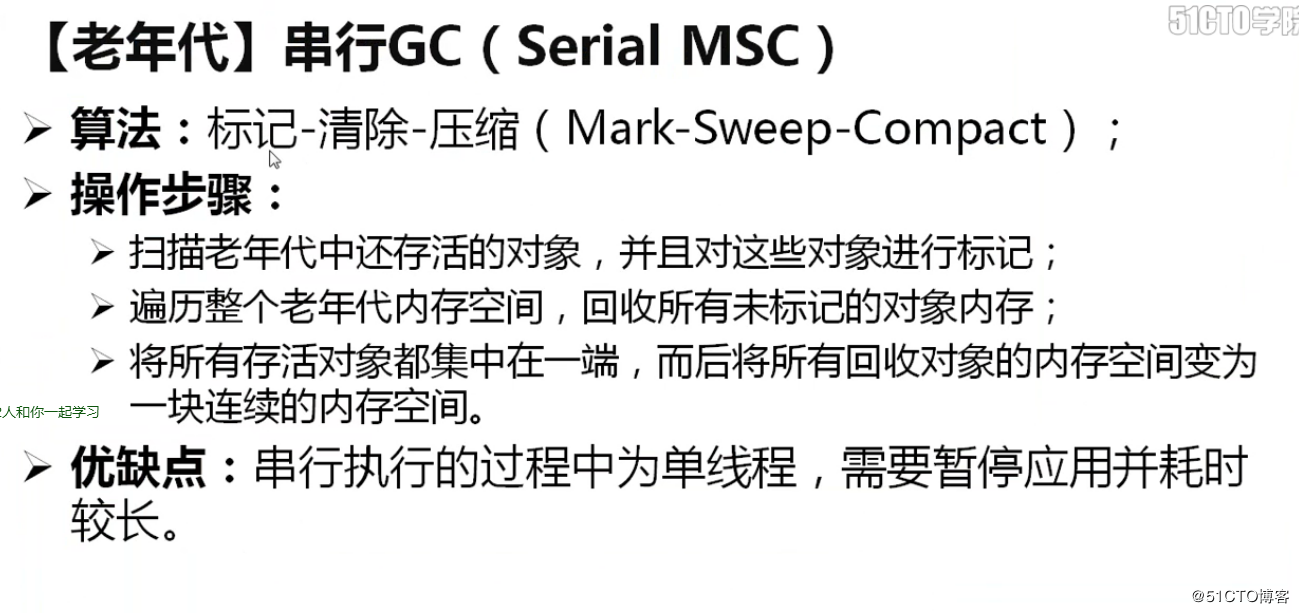 51CTO学院
【老年代】串行GC（Serial MSC）
算法：标记-清除-压缩（Mark-Sweep-Compact）；
操作步骤：
扫描老年代中还存活的对象，并且对这些对象进行标记；
遍历整个老年代内存空间，回收所有未标记的对象内存；
将所有存活对象都集中在一端，而后将所有回收对象的内存空间变为
一块连续的内存空间。
人和你一起学习
优缺点：串行执行的过程中为单线程，需要暂停应用并耗时
较长。
@51CTO博客